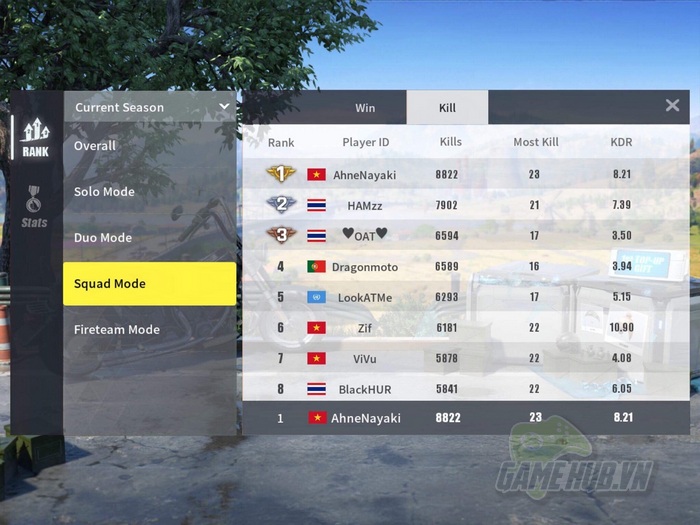 Current Season
Win
Kill
RANK
Stats
Overall
Solo Mode
Duo Mode
Squad Mode
Fireteam Mode
Rank Player ID Kills Most Kill KDR
1 AhneNayaki 8822 23 8.21
2 HAMzz 7902 21 7.39
3 ♥OAT♥ 6594 17 3.50
4 Dragonmoto 6589 16 3.94
5 LookATMe 6293 17 5.15
6 Zif 6181 22 10.90
7 ViVu 5878 22 4.08
8 BlackHUR 5841 22 6.05
1 AhneNayaki 8822 23 8.21
GAMEHUB.VN